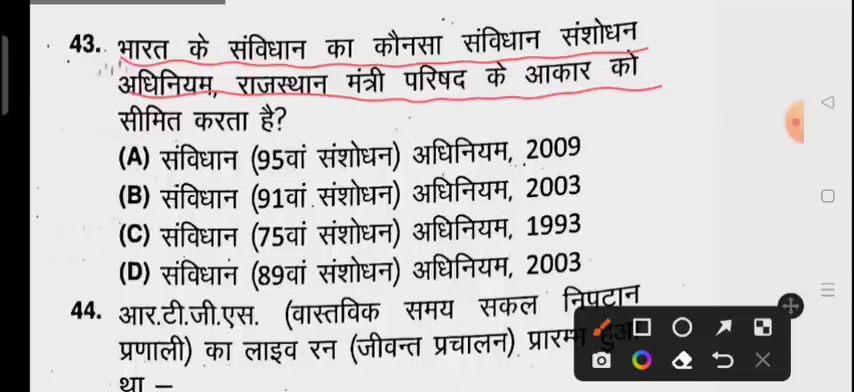 43. भारत के संविधान का कौनसा संविधान संशोधन
अधिनियम, राजस्थान मंत्री परिषद के आकार को
सीमित करता है?
(A) संविधान (95वां संशोधन) अधिनियम, 2009
(B) संविधान (91वां संशोधन) अधिनियम, 2003
(C) संविधान (75वां संशोधन) अधिनियम, 1993
(D) संविधान (89वां संशोधन) अधिनियम, 2003
44. आर.टी.जी.एस. (वास्तविक समय सकल निपटान
प्रणाली) का लाइव रन (जीवन्त प्रचालन) प्रारम्भ हुआ
था –